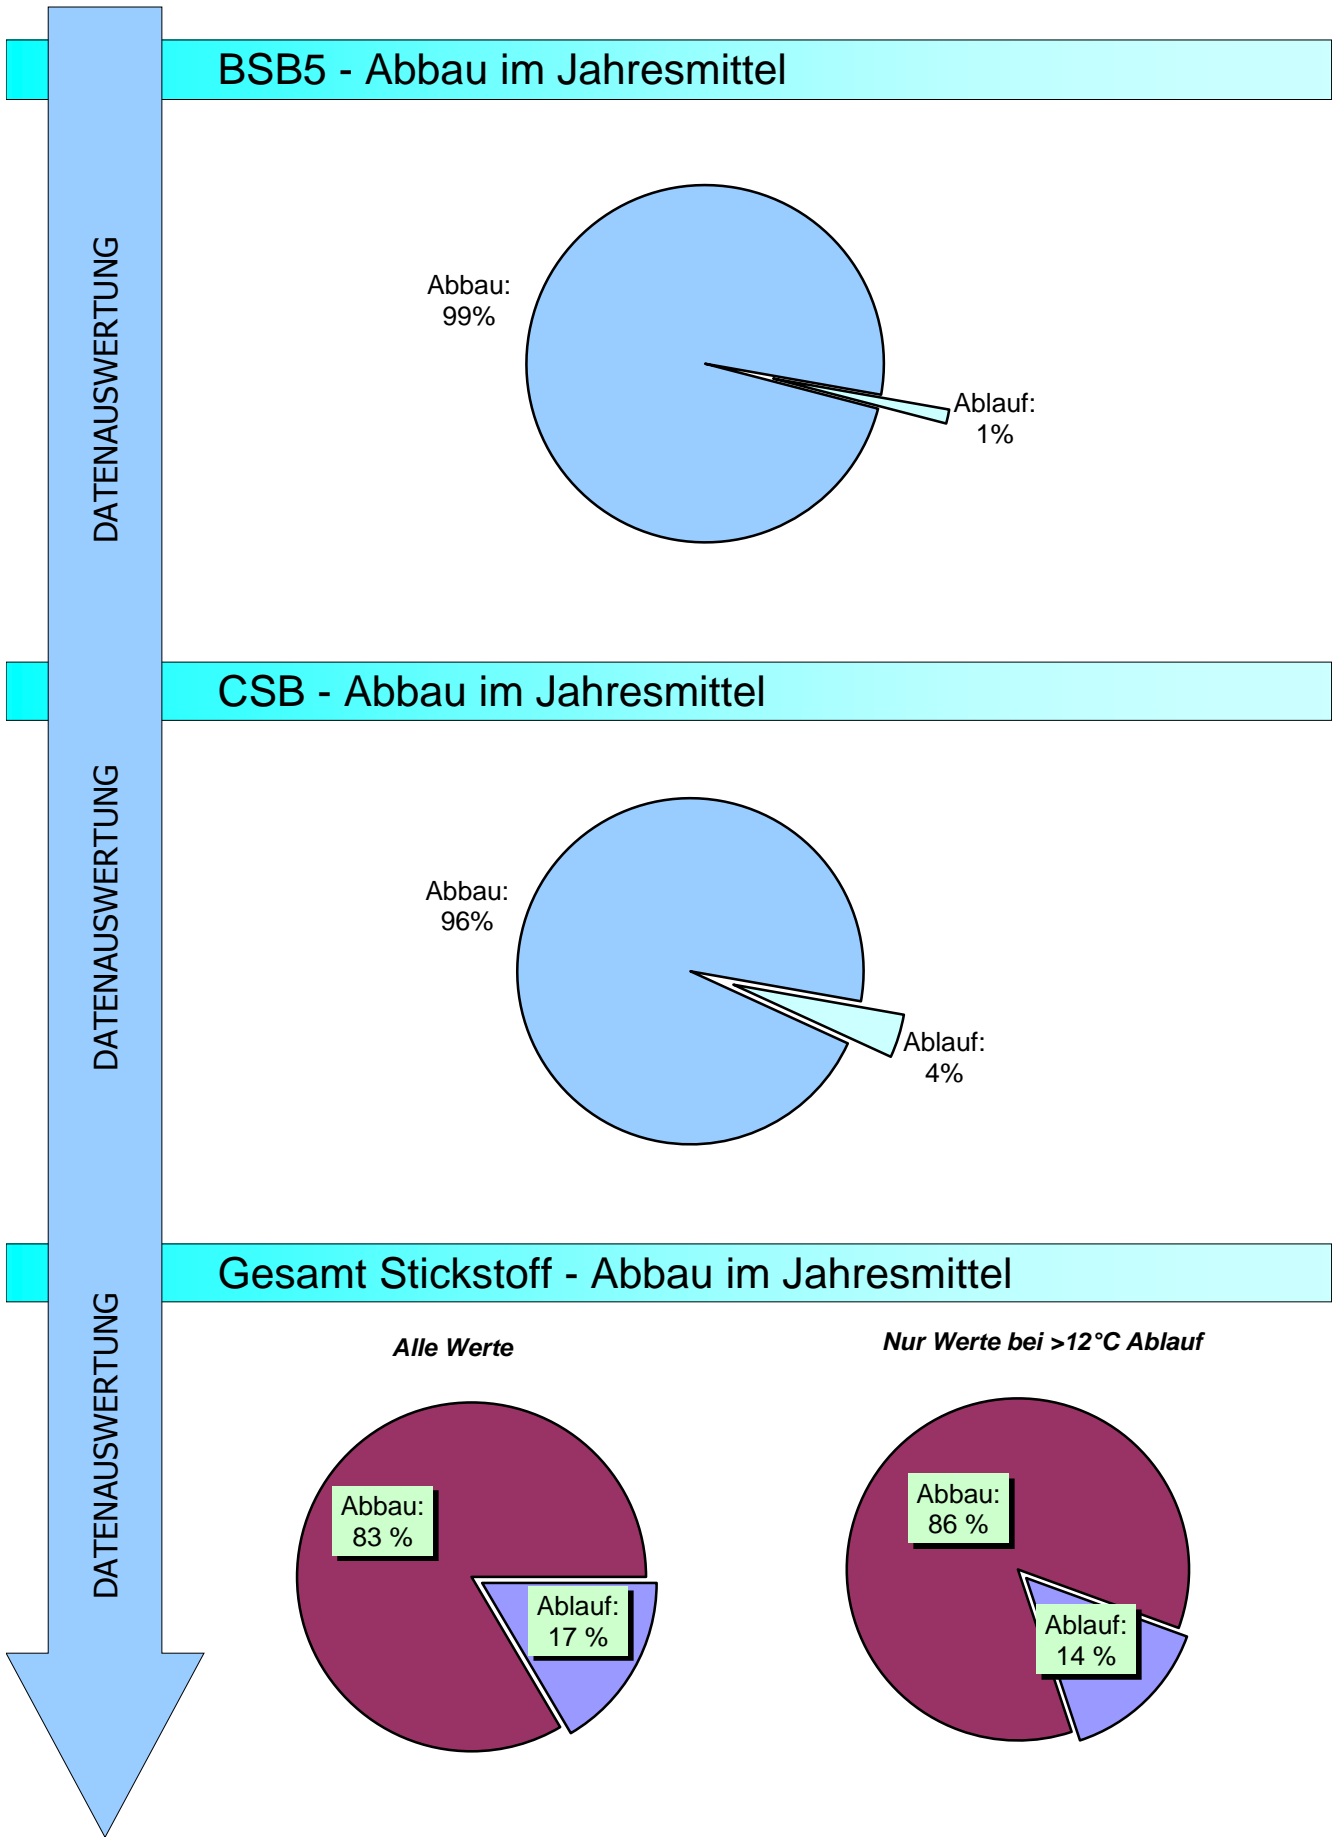 BSB5 - Abbau im Jahresmittel
DATENAUSWERTUNG
Abbau:
99%
Ablauf:
1%
CSB - Abbau im Jahresmittel
DATENAUSWERTUNG
Abbau:
96%
Ablauf:
4%
Gesamt Stickstoff - Abbau im Jahresmittel
DATENAUSWERTUNG
Alle Werte
Abbau:
83 %
Ablauf:
17 %
Nur Werte bei >12°C Ablauf
Abbau:
86 %
Ablauf:
14 %